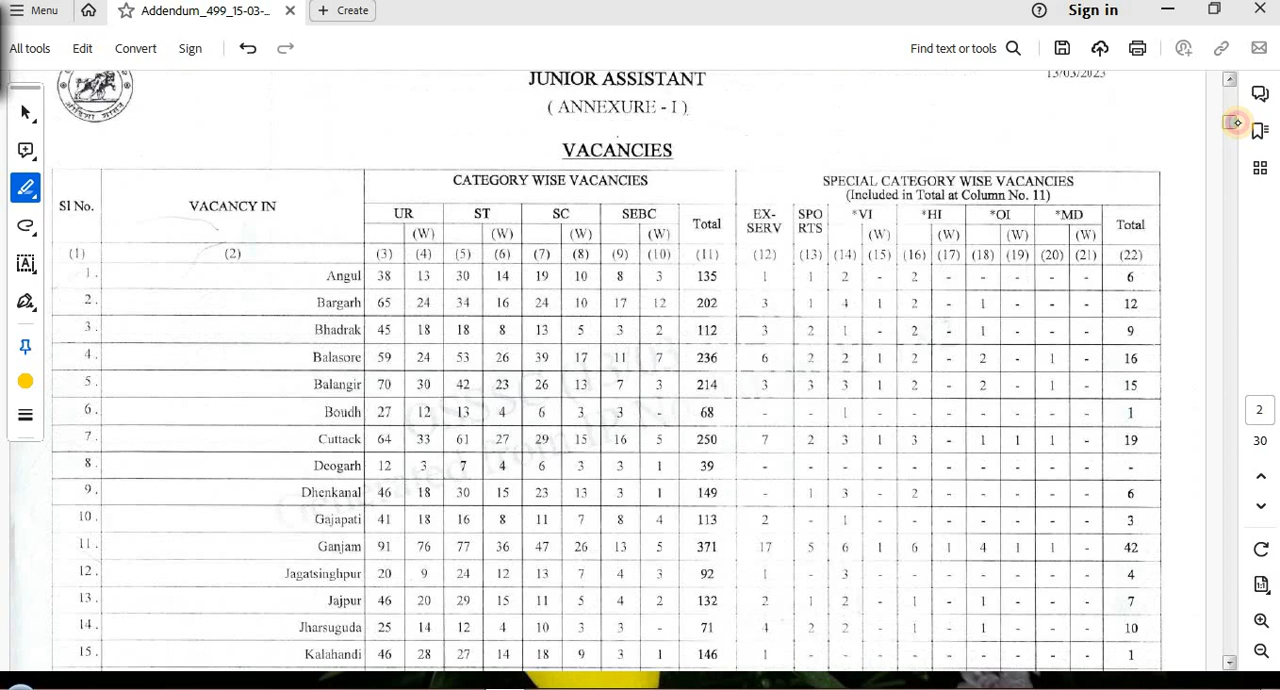 Menu Addendum_499_15-03-... + Create Sign in
All tools Edit Convert Sign Find text or tools
JUNIOR ASSISTANT 13/03/2023
( ANNEXURE - I )
VACANCIES
Sl No. VACANCY IN CATEGORY WISE VACANCIES SPECIAL CATEGORY WISE VACANCIES
(Included in Total at Column No. 11)
UR ST SC SEBC Total EX-SERV SPORTS *VI *HI *OI *MD Total
(W) (W) (W) (W) (W) (W) (W) (W)
(1) (2) (3) (4) (5) (6) (7) (8) (9) (10) (11) (12) (13) (14) (15) (16) (17) (18) (19) (20) (21) (22)
1. Angul 38 13 30 14 19 10 8 3 135 1 1 2 - 2 - - - - - 6
2. Bargarh 65 24 34 16 24 10 17 12 202 3 1 4 1 2 - 1 - - - 12
3. Bhadrak 45 18 18 8 13 5 3 2 112 3 2 1 - 2 - 1 - - - 9
4. Balasore 59 24 53 26 39 17 11 7 236 6 2 2 1 2 - 2 - 1 - 16
5. Balangir 70 30 42 23 26 13 7 3 214 3 3 3 1 2 - 2 - 1 - 15
6. Boudh 27 12 13 4 6 3 3 - 68 - - 1 - - - - - - - 1
7. Cuttack 64 33 61 27 29 15 16 5 250 7 2 3 1 3 - 1 1 1 - 19
8. Deogarh 12 3 7 4 6 3 3 1 39 - - - - - - - - - - -
9. Dhenkanal 46 18 30 15 23 13 3 1 149 - 1 3 - 2 - - - - - 6
10. Gajapati 41 18 16 8 11 7 8 4 113 2 - 1 - - - - - - - 3
11. Ganjam 91 76 77 36 47 26 13 5 371 17 5 6 1 6 1 4 1 1 - 42
12. Jagatsinghpur 20 9 24 12 13 7 4 3 92 1 - 3 - - - - - - - 4
13. Jajpur 46 20 29 15 11 5 4 2 132 2 1 2 - 1 - 1 - - - 7
14. Jharsuguda 25 14 12 4 10 3 3 - 71 4 2 2 - 1 - 1 - - - 10
15. Kalahandi 46 28 27 14 18 9 3 1 146 1 - - - - - - - - - 1
2
30